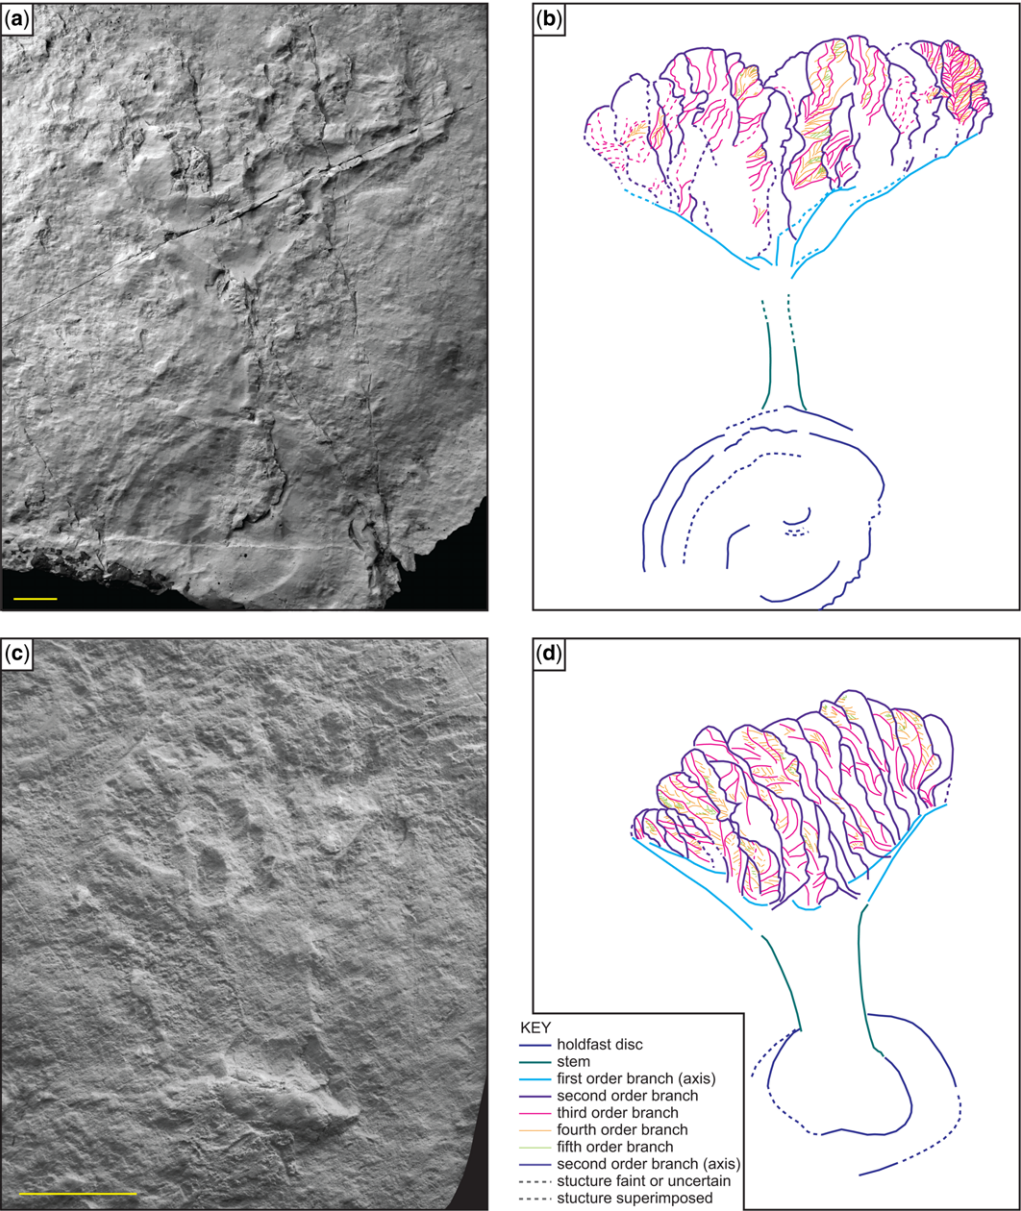 (a)
(b)
(c)
(d)
KEY
holdfast disc
stem
first order branch (axis)
second order branch
third order branch
fourth order branch
fifth order branch
second order branch (axis)
stucture faint or uncertain
stucture superimposed